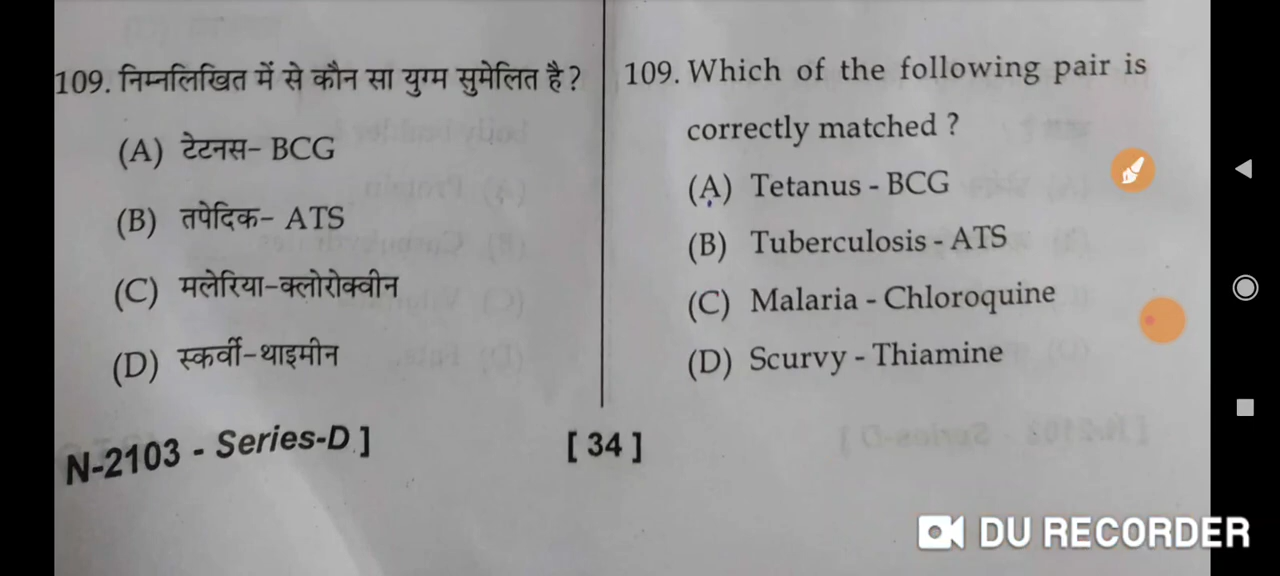 109. निम्नलिखित में से कौन सा युग्म सुमेलित है ?
(A) टेटनस– BCG
(B) तपेदिक– ATS
(C) मलेरिया–क्लोरोक्वीन
(D) स्कर्वी–थाइमीन
109. Which of the following pair is
correctly matched ?
(A) Tetanus - BCG
(B) Tuberculosis - ATS
(C) Malaria - Chloroquine
(D) Scurvy - Thiamine
N-2103 - Series-D ]
[ 34 ]
DU RECORDER